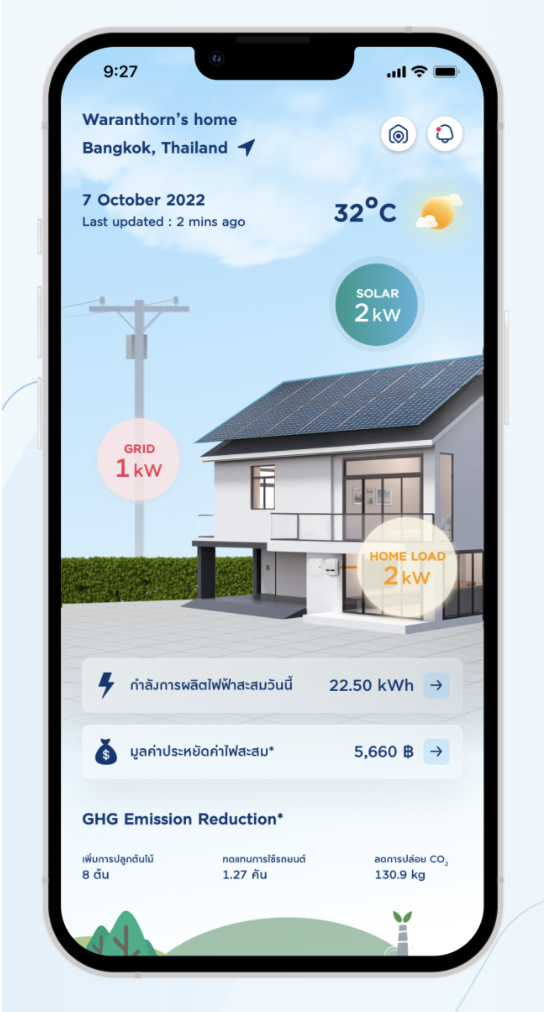 9:27
Waranthorn's home
Bangkok, Thailand
7 October 2022
Last updated : 2 mins ago
32°C
SOLAR
2 kW
GRID
1 kW
HOME LOAD
2 kW
กำลังการผลิตไฟฟ้าสะสมวันนี้ 22.50 kWh
มูลค่าประหยัดค่าไฟสะสม* 5,660 ฿
GHG Emission Reduction*
เพิ่มการปลูกต้นไม้ ทดแทนการใช้รถยนต์ ลดการปล่อย CO₂
8 ต้น 1.27 คัน 130.9 kg